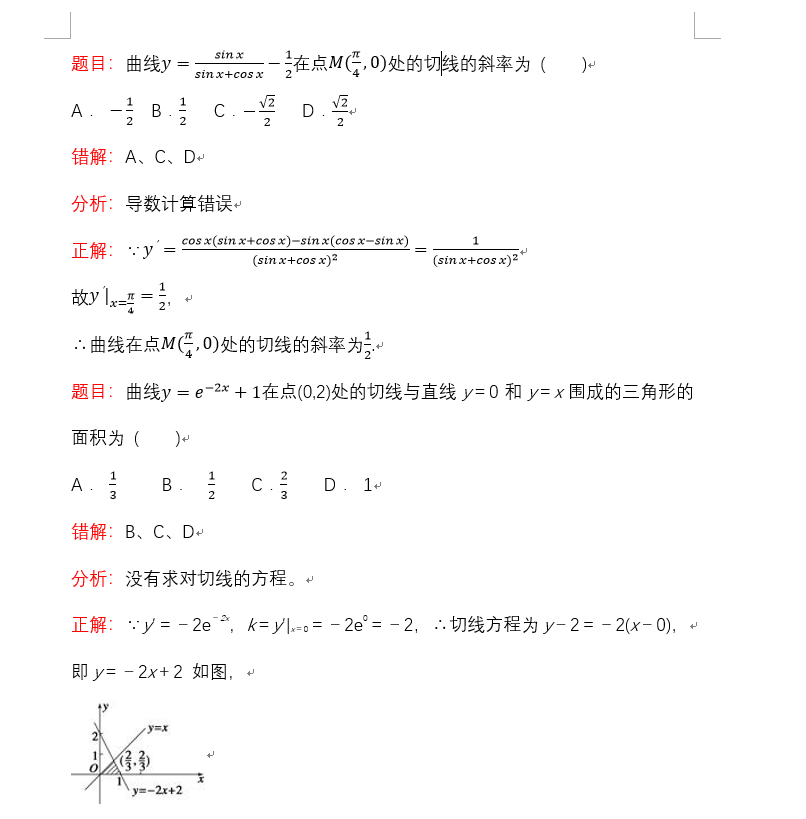 题目：曲线y = \frac{sin x}{sin x+cos x} − \frac{1}{2}在点M(\frac{π}{4},0)处的切线的斜率为（ )
A． −\frac{1}{2} B．\frac{1}{2} C．−\frac{√2}{2} D．\frac{√2}{2}
错解：A、C、D
分析：导数计算错误
正解：∵y′ = \frac{cos x(sin x+cos x)−sin x(cos x−sin x)}{(sin x+cos x)^2} = \frac{1}{(sin x+cos x)^2}
故y′|_{x=\frac{π}{4}} = \frac{1}{2}，
∴曲线在点M(\frac{π}{4},0)处的切线的斜率为\frac{1}{2}.
题目：曲线y = e^{−2x} + 1在点(0,2)处的切线与直线 y＝0 和 y＝x 围成的三角形的
面积为（ )
A． \frac{1}{3} B． \frac{1}{2} C．\frac{2}{3} D． 1
错解：B、C、D
分析：没有求对切线的方程。
正解：∵y′＝－2e^{－2x}，k＝y′|_{x＝0}＝－2e^0＝－2，∴切线方程为 y－2＝－2(x－0)，
即 y＝－2x＋2 如图，
y
y=x
2
1
(\frac{2}{3},\frac{2}{3})
O
1
x
y=−2x+2